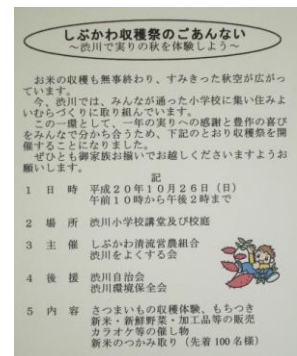 しぶかわ収穫祭のごあんない
～渋川で実りの秋を体験しよう～
お米の収穫も無事終わり、すみきった秋空が広がっ
ています。
今、渋川では、みんなが通った小学校に集い住みよ
いむらづくりに取り組んでいます。
この一環として、一年の実りへの感謝と豊作の喜び
をみんなで分かち合うため、下記のとおり収穫祭を開
催することになりました。
ぜひとも御家族お揃いでお越しくださいますようお
願いします。
記
1 日 時 平成20年10月26日（日）
午前10時から午後2時まで
2 場 所 渋川小学校講堂及び校庭
3 主 催 しぶかわ清流営農組合
渋川をよくする会
4 後 援 渋川自治会
渋川環境保全会
5 内 容 さつまいもの収穫体験、もちつき
新米・新鮮野菜・加工品等の販売
カラオケ等の催し物
新米のつかみ取り（先着100名様）